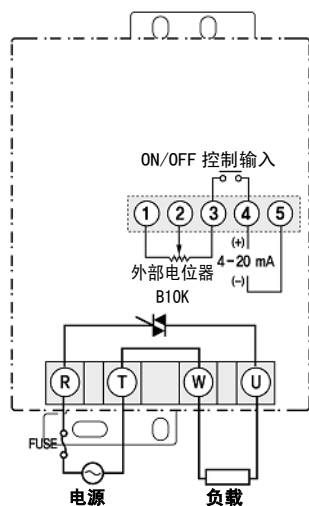 ON/OFF 控制输入
1 2 3 4 5
(+)
外部电位器 4-20 mA
B10K (-)
R T W U
FUSE
电源 负载